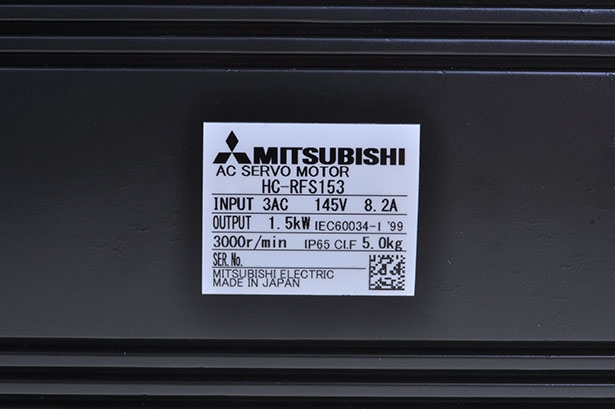 MITSUBISHI
AC SERVO MOTOR
HC-RFS153
INPUT 3AC 145V 8.2A
OUTPUT 1.5kW IEC60034-1 '99
3000r/min IP65 Cl.F 5.0kg
SER.No.
MITSUBISHI ELECTRIC
MADE IN JAPAN